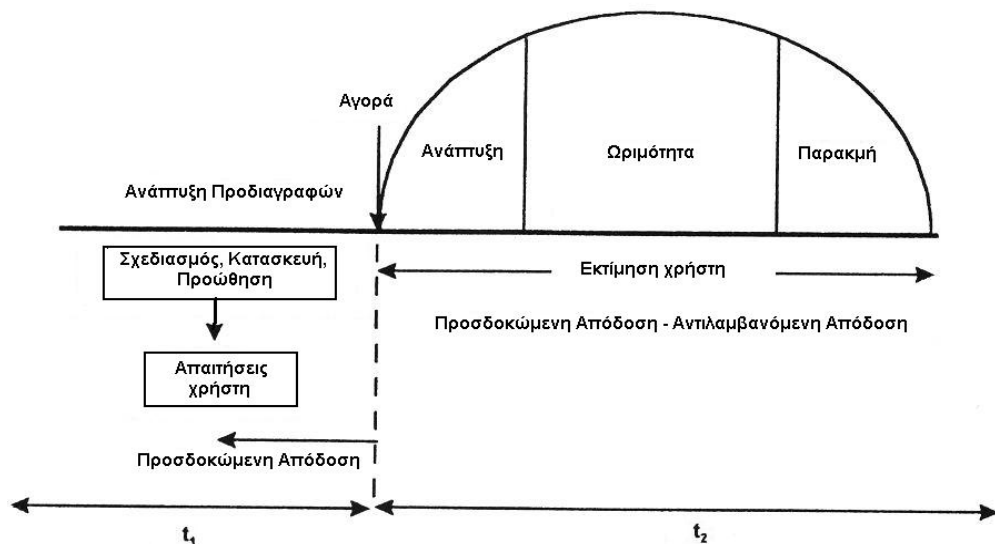 Αγορά
Ανάπτυξη
Ωριμότητα
Παρακμή
Ανάπτυξη Προδιαγραφών
Σχεδιασμός, Κατασκευή,
Προώθηση
Εκτίμηση χρήστη
Προσδοκώμενη Απόδοση - Αντιλαμβανόμενη Απόδοση
Απαιτήσεις
χρήστη
Προσδοκώμενη Απόδοση
t₁
t₂